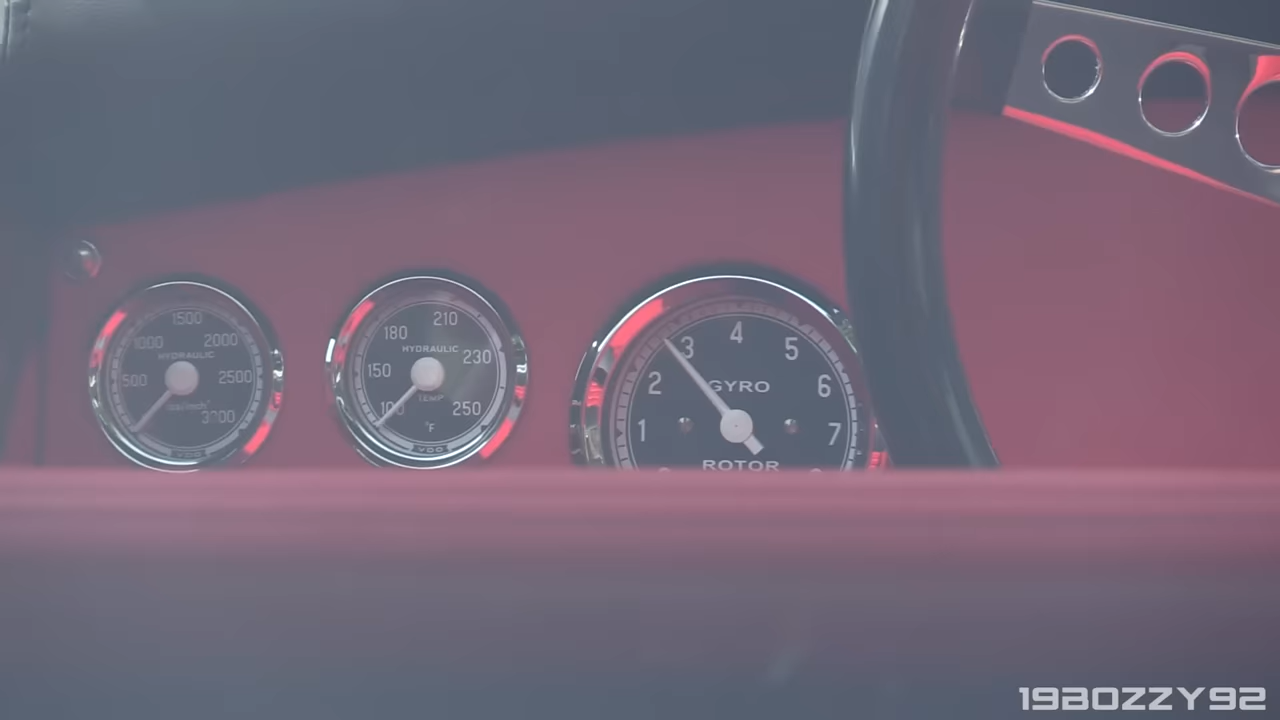 1500
1000 2000
HYDRAULIC
500 2500
3000
VDO
210
180
HYDRAULIC
230
150
TEMP
100 250
°F
VDO
4
3 5
2 GYRO 6
1 7
ROTOR
19BOZZY92